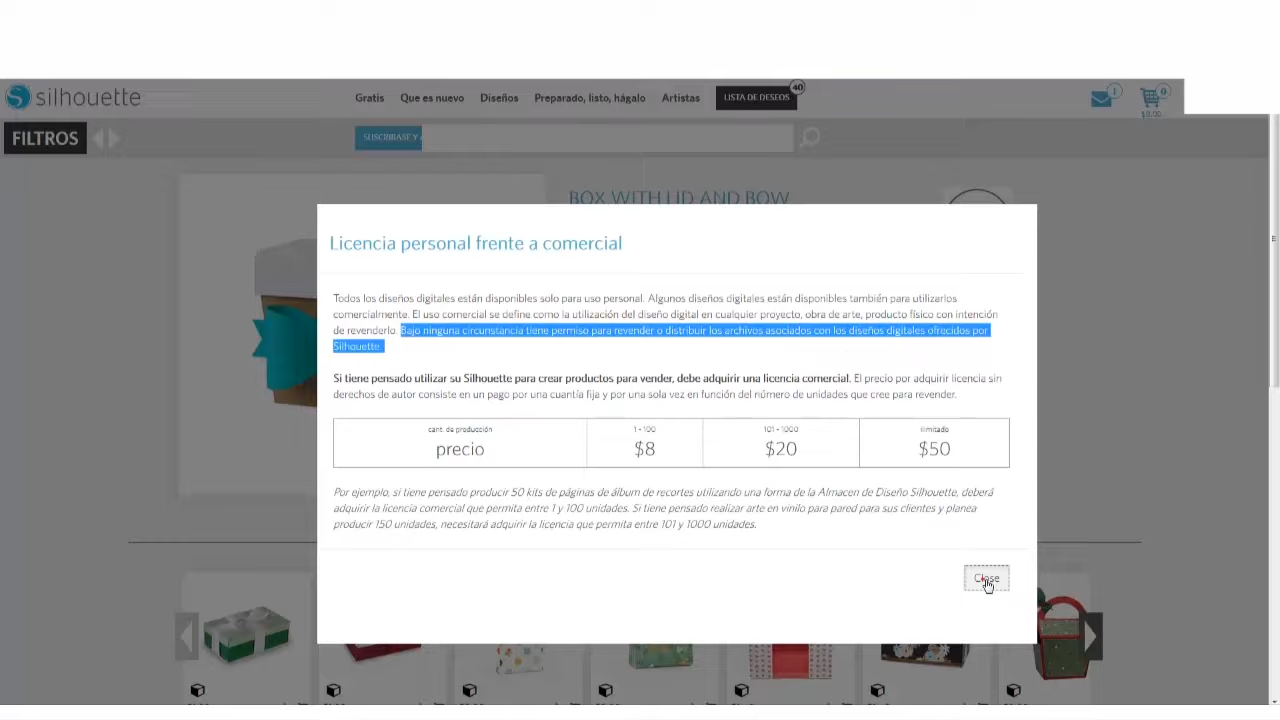 silhouette
Gratis Que es nuevo Diseños Preparado, listo, hágalo Artistas LISTA DE DESEOS 40
1 0
$0.00
FILTROS
SUSCRIBASE Y
BOX WITH LID AND BOW
Licencia personal frente a comercial
Todos los diseños digitales están disponibles solo para uso personal. Algunos diseños digitales están disponibles también para utilizarlos
comercialmente. El uso comercial se define como la utilización del diseño digital en cualquier proyecto, obra de arte, producto físico con intención
de revenderlo. Bajo ninguna circunstancia tiene permiso para revender o distribuir los archivos asociados con los diseños digitales ofrecidos por
Silhouette.
Si tiene pensado utilizar su Silhouette para crear productos para vender, debe adquirir una licencia comercial. El precio por adquirir licencia sin
derechos de autor consiste en un pago por una cuantía fija y por una sola vez en función del número de unidades que cree para revender.
cant. de producción 1 - 100 101 - 1000 ilimitado
precio $8 $20 $50
Por ejemplo, si tiene pensado producir 50 kits de páginas de álbum de recortes utilizando una forma de la Almacen de Diseño Silhouette, deberá
adquirir la licencia comercial que permita entre 1 y 100 unidades. Si tiene pensado realizar arte en vinilo para pared para sus clientes y planea
producir 150 unidades, necesitará adquirir la licencia que permita entre 101 y 1000 unidades.
Close